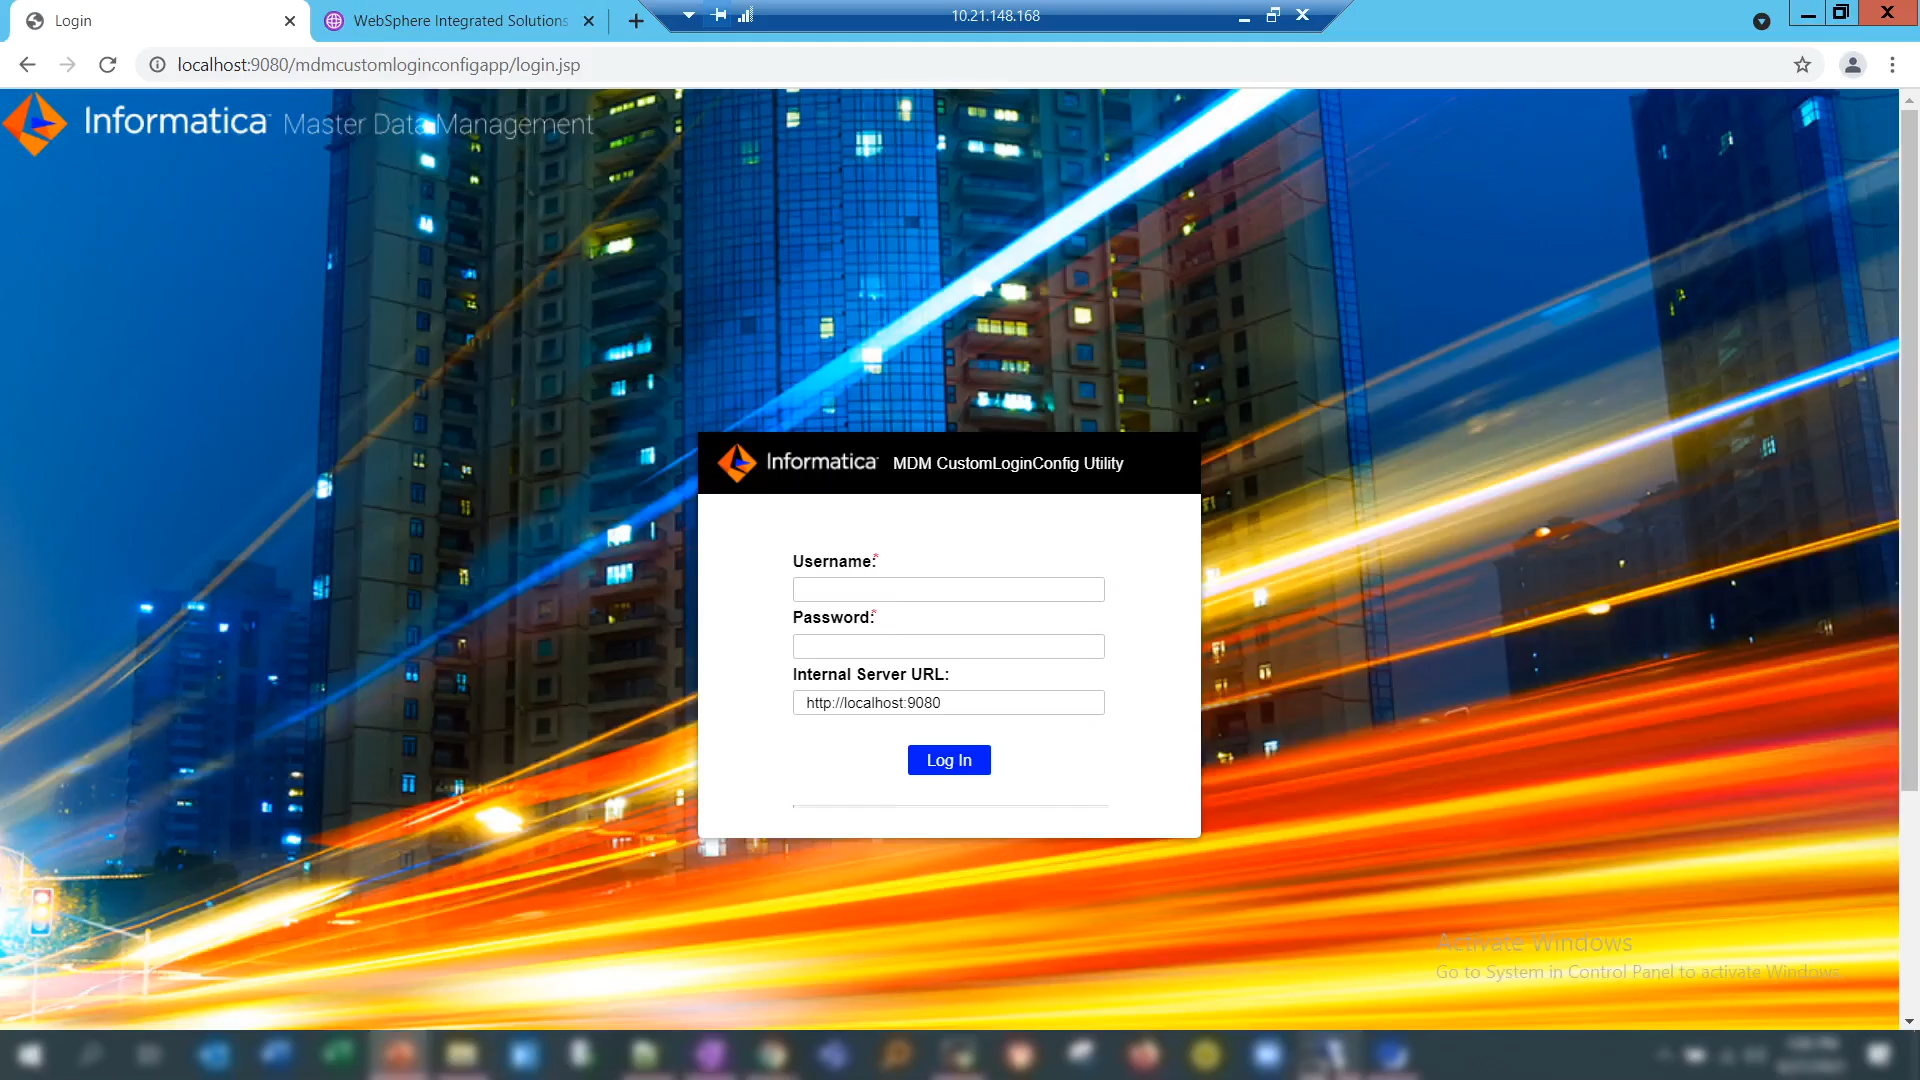 Login
WebSphere Integrated Solutions
10.21.148.168
localhost:9080/mdmcustomloginconfigapp/login.jsp
Informatica Master Data Management
Informatica MDM CustomLoginConfig Utility
Username:*
Password:*
Internal Server URL:
http://localhost:9080
Log In
Activate Windows
Go to System in Control Panel to activate Windows.